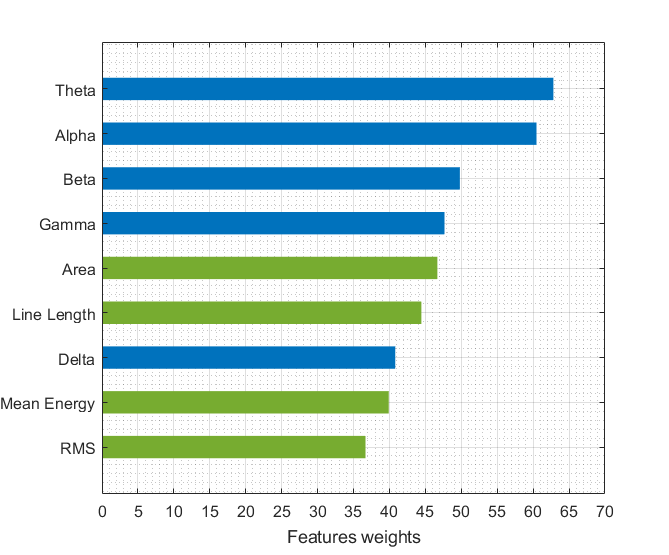 Theta
Alpha
Beta
Gamma
Area
Line Length
Delta
Mean Energy
RMS
0 5 10 15 20 25 30 35 40 45 50 55 60 65 70
Features weights